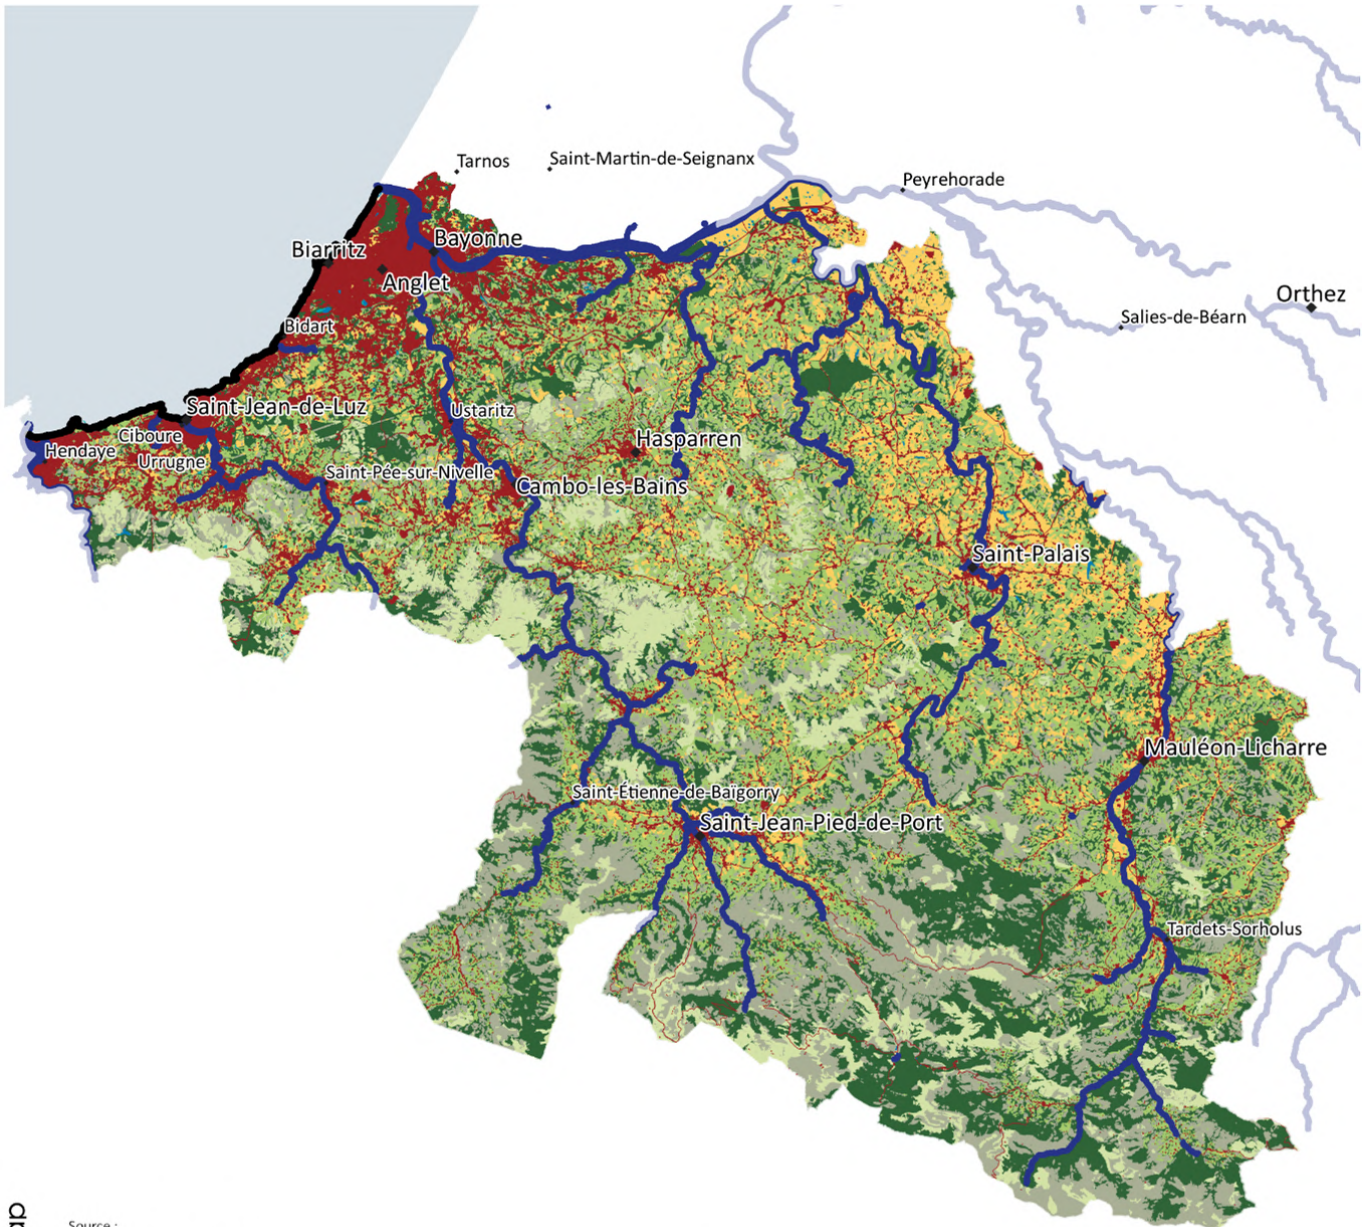 Tarnos
Saint-Martin-de-Seignanx
Peyrehorade
Biarritz
Bayonne
Anglet
Orthez
Salies-de-Béarn
Bidart
Saint-Jean-de-Luz
Ustaritz
Ciboure
Hendaye
Urrugne
Hasparren
Saint-Pée-sur-Nivelle
Cambo-les-Bains
Saint-Palais
Mauléon-Licharre
Saint-Étienne-de-Baïgorry
Saint-Jean-Pied-de-Port
Tardets-Sorholus
Source :